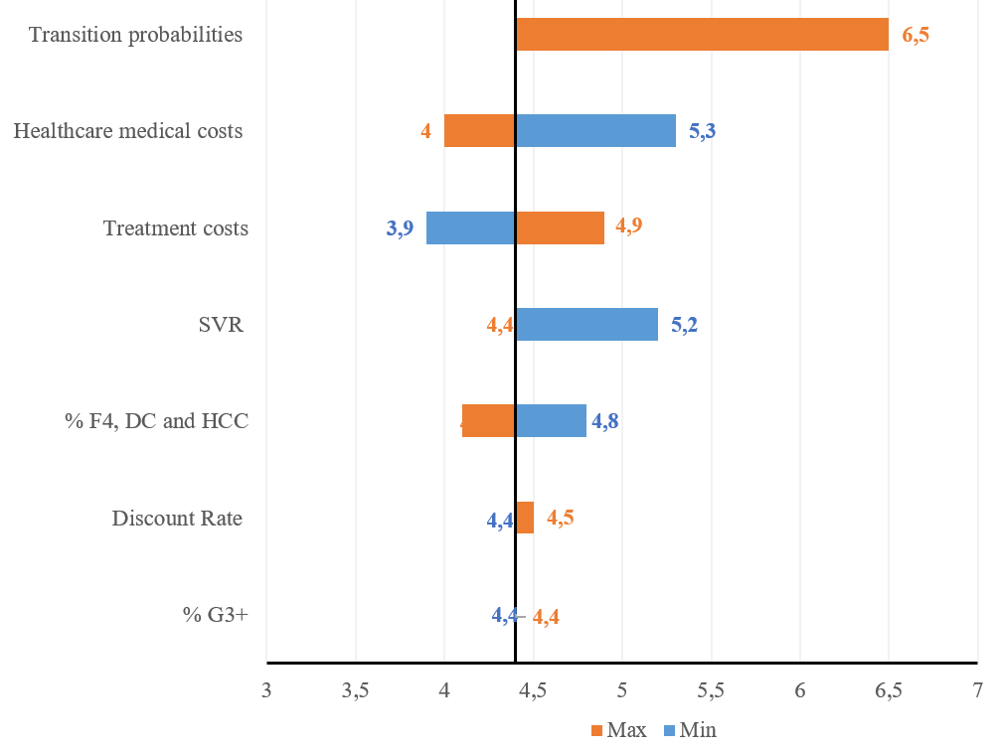 Transition probabilities 6,5
Healthcare medical costs 4 5,3
Treatment costs 3,9 4,9
SVR 4,4 5,2
% F4, DC and HCC 4,8
Discount Rate 4,4 4,5
% G3+ 4,4 4,4
3 3,5 4 4,5 5 5,5 6 6,5 7
Max Min